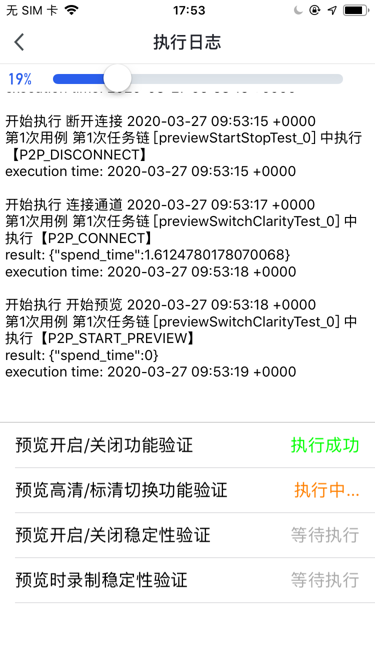 无 SIM 卡
17:53
执行日志
19%
开始执行 断开连接 2020-03-27 09:53:15 +0000
第1次用例 第1次任务链 [previewStartStopTest_0] 中执行
【P2P_DISCONNECT】
execution time: 2020-03-27 09:53:15 +0000
开始执行 连接通道 2020-03-27 09:53:17 +0000
第1次用例 第1次任务链 [previewSwitchClarityTest_0] 中
执行【P2P_CONNECT】
result: {"spend_time":1.6124780178070068}
execution time: 2020-03-27 09:53:18 +0000
开始执行 开始预览 2020-03-27 09:53:18 +0000
第1次用例 第1次任务链 [previewSwitchClarityTest_0] 中
执行【P2P_START_PREVIEW】
result: {"spend_time":0}
execution time: 2020-03-27 09:53:19 +0000
预览开启/关闭功能验证 执行成功
预览高清/标清切换功能验证 执行中...
预览开启/关闭稳定性验证 等待执行
预览时录制稳定性验证 等待执行